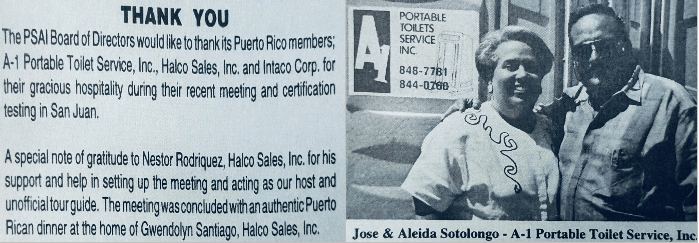 THANK YOU
The PSAI Board of Directors would like to thank its Puerto Rico members;
A-1 Portable Toilet Service, Inc., Halco Sales, Inc. and Intaco Corp. for
their gracious hospitality during their recent meeting and certification
testing in San Juan.
A special note of gratitude to Nestor Rodriquez, Halco Sales, Inc. for his
support and help in setting up the meeting and acting as our host and
unofficial tour guide. The meeting was concluded with an authentic Puerto
Rican dinner at the home of Gwendolyn Santiago, Halco Sales, Inc.
A1
PORTABLE
TOILETS
SERVICE
INC.
848-7781
844-0760
Jose & Aleida Sotolongo - A-1 Portable Toilet Service, Inc.